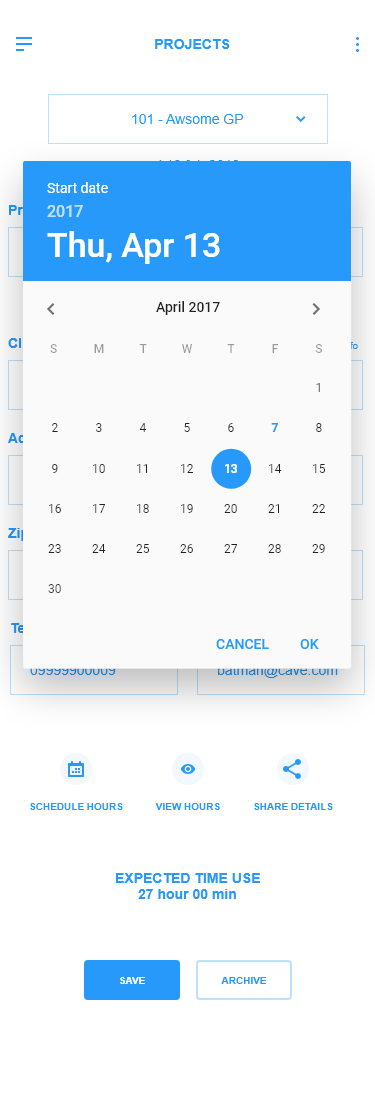 PROJECTS
101 - Awsome GP
Start date
2017
Thu, Apr 13
Pr
April 2017
S M T W T F S
1
2 3 4 5 6 7 8
9 10 11 12 13 14 15
16 17 18 19 20 21 22
23 24 25 26 27 28 29
30
Cl
fo
Ad
Zip
CANCEL OK
Te
09999900009 batman@cave.com
SCHEDULE HOURS VIEW HOURS SHARE DETAILS
EXPECTED TIME USE
27 hour 00 min
SAVE ARCHIVE